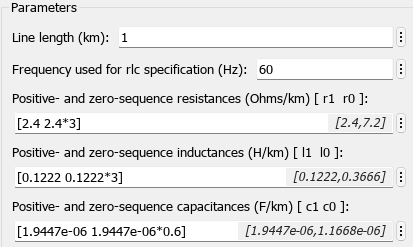 Parameters
Line length (km): 1
Frequency used for rlc specification (Hz): 60
Positive- and zero-sequence resistances (Ohms/km) [ r1  r0 ]:
[2.4 2.4*3] [2.4,7.2]
Positive- and zero-sequence inductances (H/km) [ l1  l0 ]:
[0.1222 0.1222*3] [0.1222,0.3666]
Positive- and zero-sequence capacitances (F/km) [ c1 c0 ]:
[1.9447e-06 1.9447e-06*0.6] [1.9447e-06,1.1668e-06]